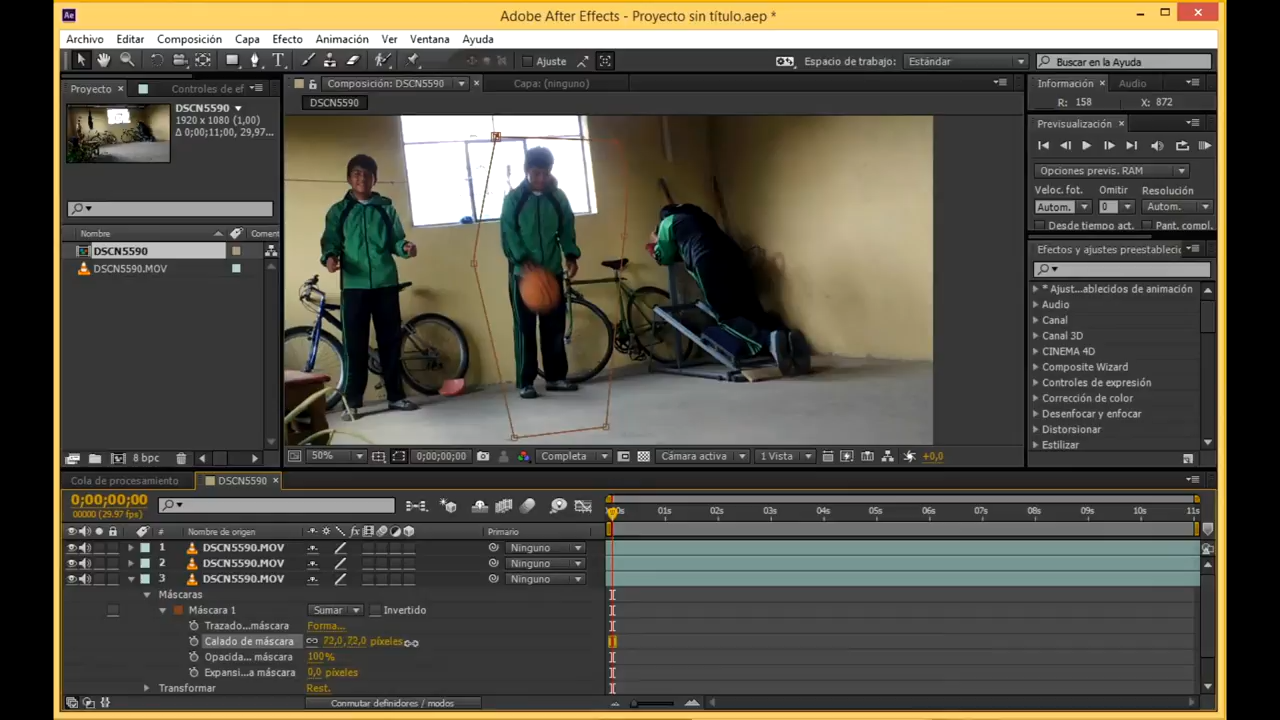 Ae
Adobe After Effects - Proyecto sin título.aep *
Archivo Editar Composición Capa Efecto Animación Ver Ventana Ayuda
T Ajuste Espacio de trabajo: Estándar Buscar en la Ayuda
Proyecto × Controles de ef
Composición: DSCN5590 × Capa: (ninguno)
Información × Audio
DSCN5590
DSCN5590
R: 158 X: 872
1920 x 1080 (1,00)
Δ 0;00;11;00, 29,97...
Previsualización ×
Opciones previs. RAM
Veloc. fot. Omitir Resolución
Autom. 0 Autom.
Desde tiempo act. Pant. compl.
Nombre Coment
DSCN5590
DSCN5590.MOV
Efectos y ajustes preestableci
* Ajust...ablecidos de animación
Audio
Canal
Canal 3D
CINEMA 4D
Composite Wizard
Controles de expresión
Corrección de color
Desenfocar y enfocar
Distorsionar
Estilizar
8 bpc
50% 0;00;00;00 Completa Cámara activa 1 Vista +0,0
Cola de procesamiento DSCN5590 ×
0;00;00;00
00000 (29.97 fps)
00s 01s 02s 03s 04s 05s 06s 07s 08s 09s 10s 11s
# Nombre de origen fx Primario
1 DSCN5590.MOV Ninguno
2 DSCN5590.MOV Ninguno
3 DSCN5590.MOV Ninguno
Máscaras
Máscara 1 Sumar Invertido
Trazado...máscara Forma...
Calado de máscara 72,0,72,0 píxeles
Opacida... máscara 100%
Expansi...a máscara 0,0 píxeles
Transformar Rest.
Conmutar definidores / modos